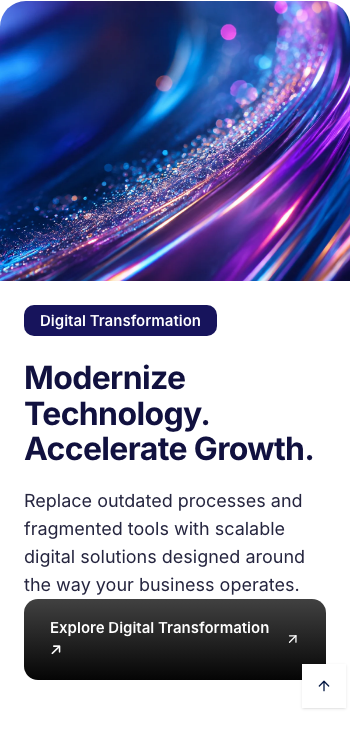 Digital Transformation
Modernize
Technology.
Accelerate Growth.
Replace outdated processes and
fragmented tools with scalable
digital solutions designed around
the way your business operates.
Explore Digital Transformation